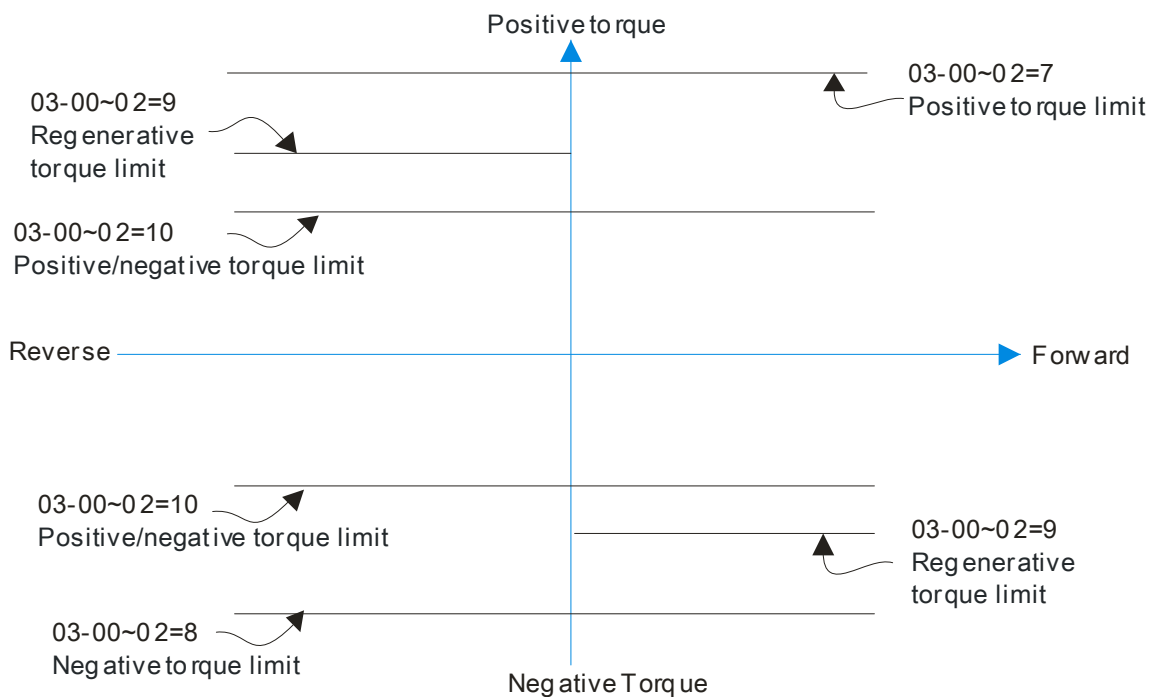 Positive torque
03-00~02=7
Positive torque limit
03-00~02=9
Regenerative
torque limit
03-00~02=10
Positive/negative torque limit
Reverse
Forward
03-00~02=10
Positive/negative torque limit
03-00~02=9
Regenerative
torque limit
03-00~02=8
Negative torque limit
Negative Torque